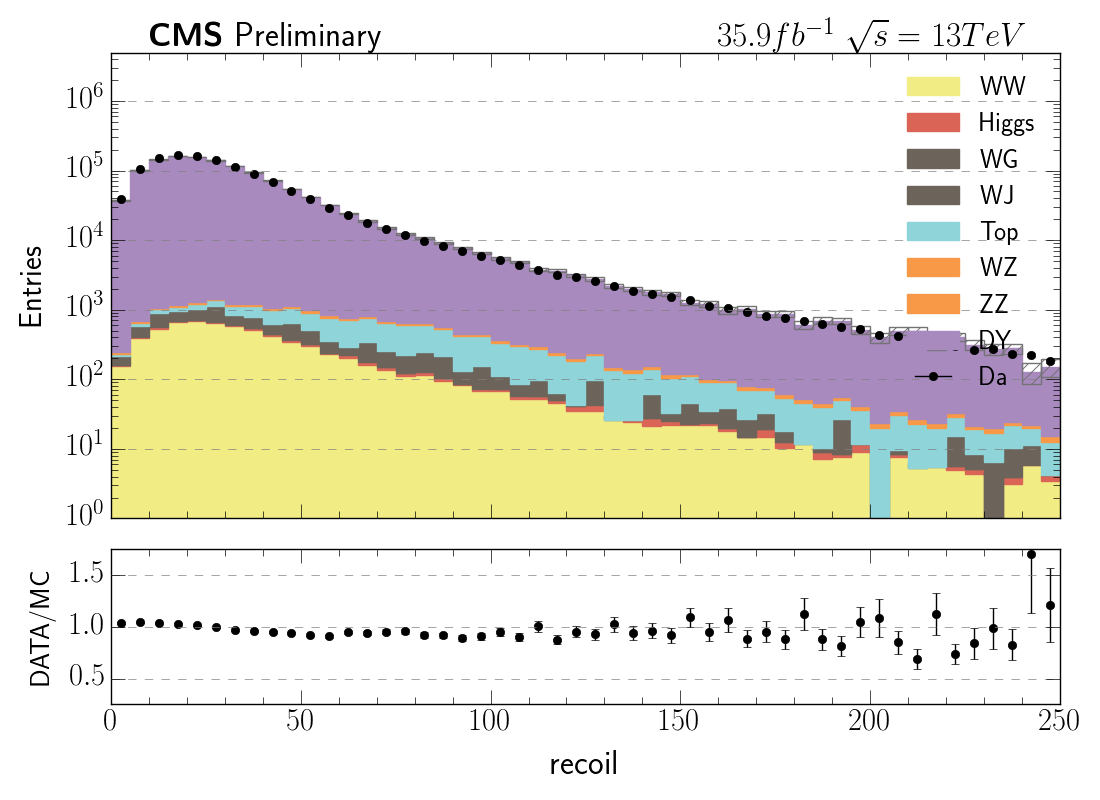 CMS Preliminary
35.9fb⁻¹ √s = 13TeV
WW
Higgs
WG
WJ
Top
WZ
ZZ
DY
Da
Entries
10⁶
10⁵
10⁴
10³
10²
10¹
10⁰
DATA/MC
1.5
1.0
0.5
0 50 100 150 200 250
recoil